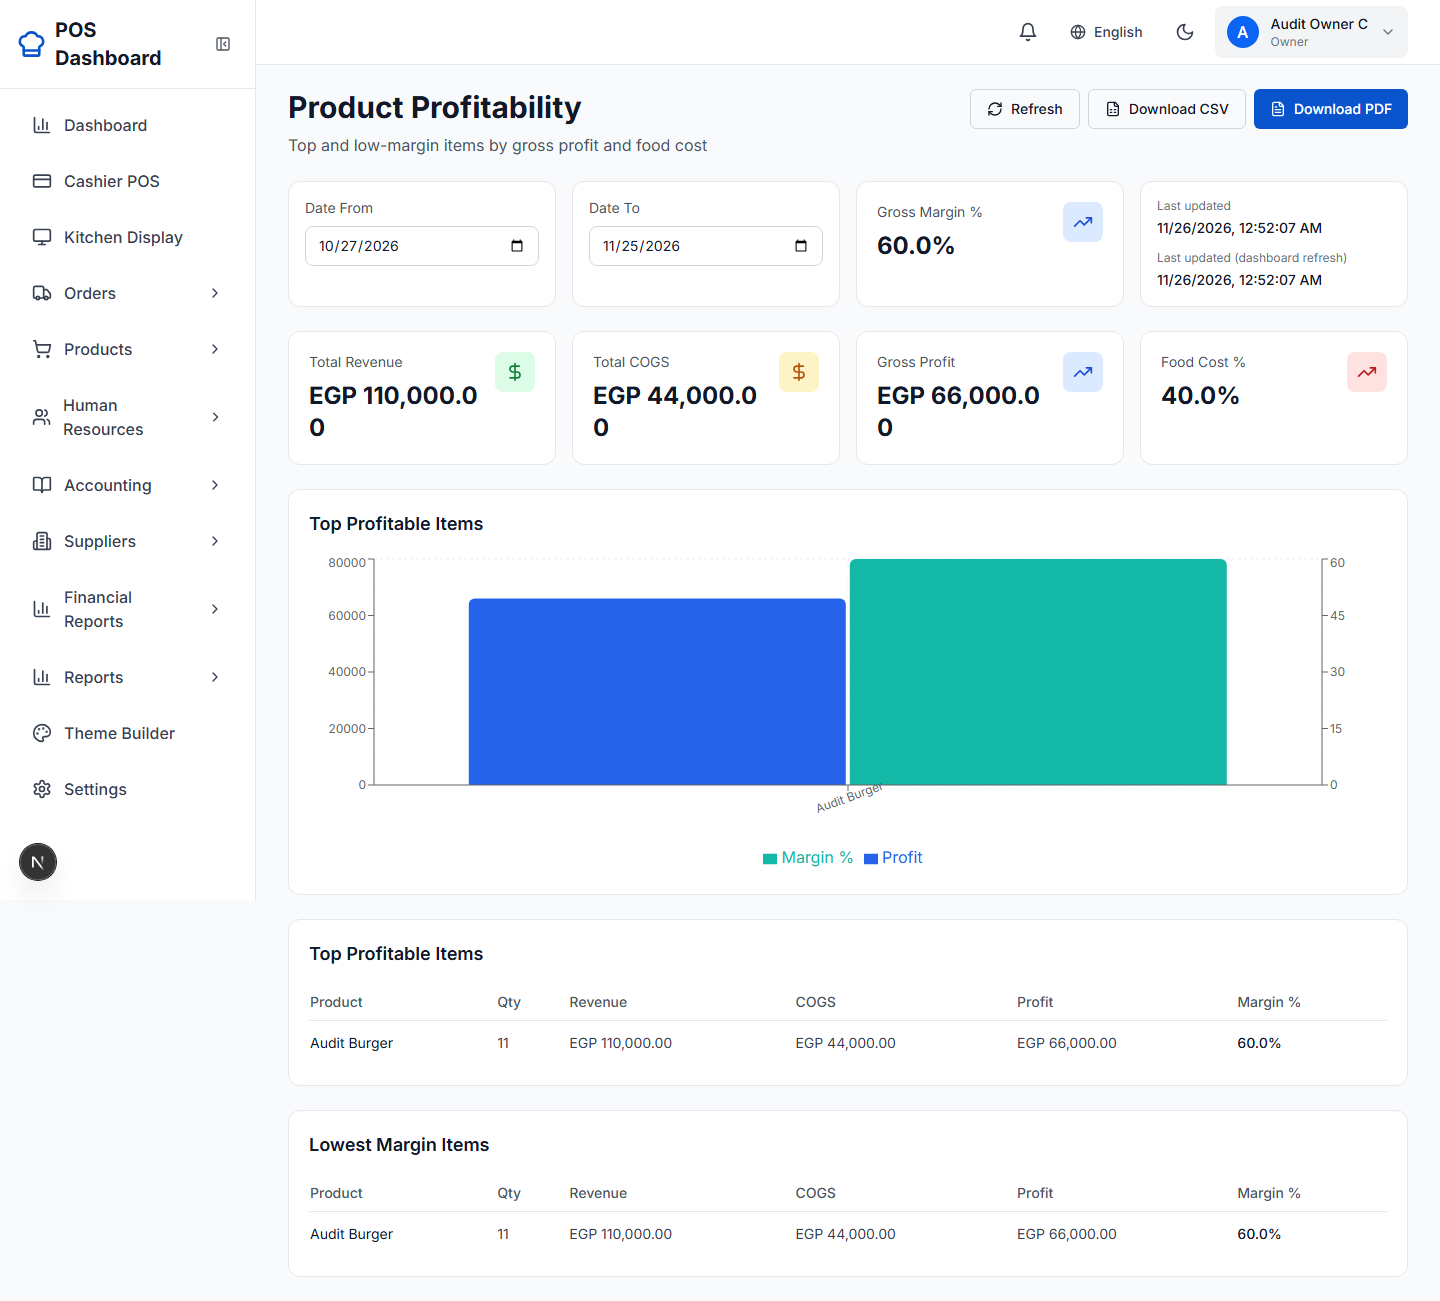 POS
Dashboard
English
A
Audit Owner C
Owner
Dashboard
Cashier POS
Kitchen Display
Orders
Products
Human
Resources
Accounting
Suppliers
Financial
Reports
Reports
Theme Builder
Settings
N
Product Profitability
Top and low-margin items by gross profit and food cost
Refresh
Download CSV
Download PDF
Date From
10/27/2026
Date To
11/25/2026
Gross Margin %
60.0%
Last updated
11/26/2026, 12:52:07 AM
Last updated (dashboard refresh)
11/26/2026, 12:52:07 AM
Total Revenue
EGP 110,000.0
0
Total COGS
EGP 44,000.0
0
Gross Profit
EGP 66,000.0
0
Food Cost %
40.0%
Top Profitable Items
80000
60000
40000
20000
0
60
45
30
15
0
Audit Burger
Margin % Profit
Top Profitable Items
Product Qty Revenue COGS Profit Margin %
Audit Burger 11 EGP 110,000.00 EGP 44,000.00 EGP 66,000.00 60.0%
Lowest Margin Items
Product Qty Revenue COGS Profit Margin %
Audit Burger 11 EGP 110,000.00 EGP 44,000.00 EGP 66,000.00 60.0%